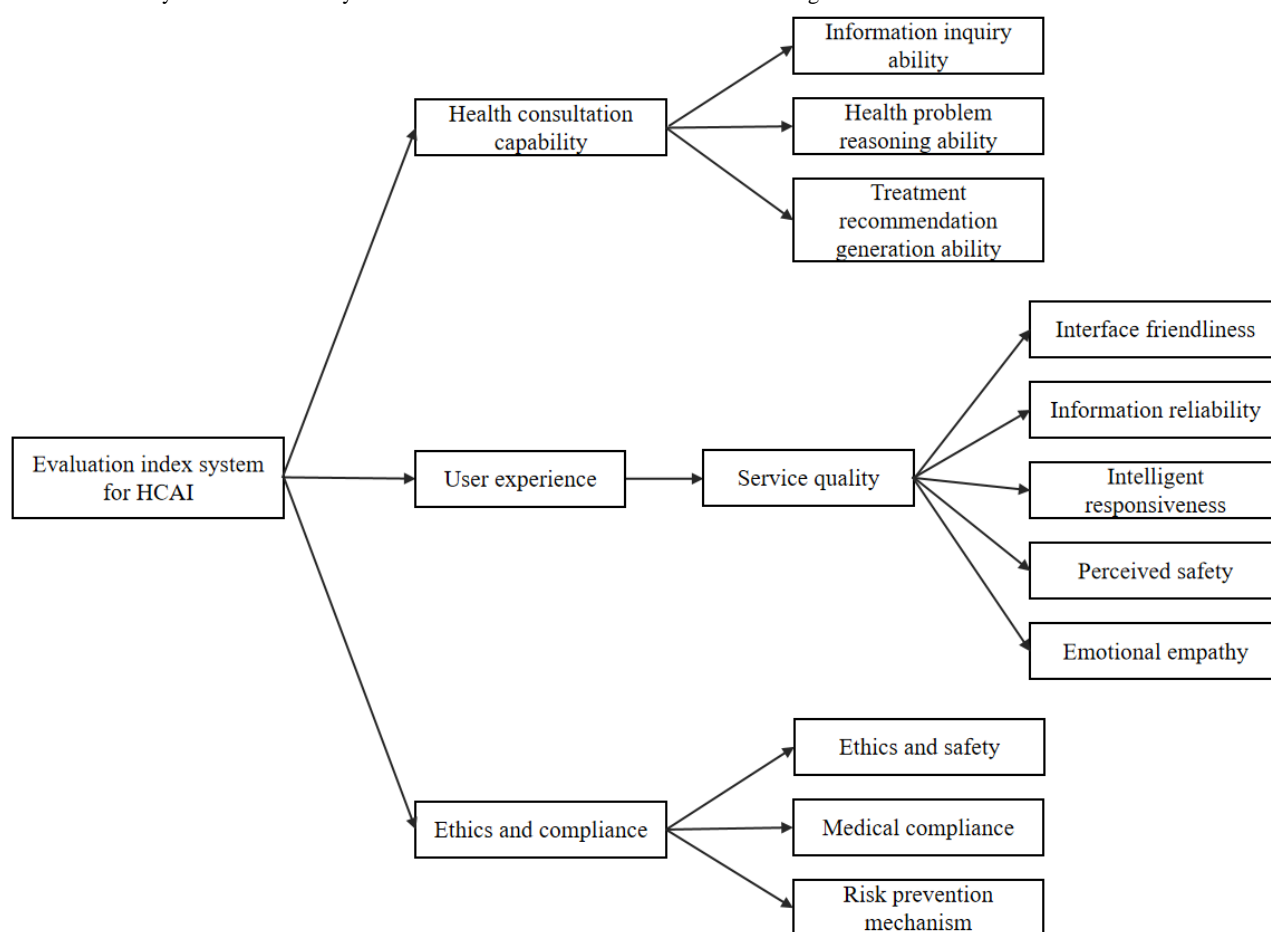 Information inquiry
ability
Health consultation
capability
Health problem
reasoning ability
Treatment
recommendation
generation ability
Interface friendliness
Information reliability
Evaluation index system
for HCAI
User experience
Service quality
Intelligent
responsiveness
Perceived safety
Emotional empathy
Ethics and safety
Ethics and compliance
Medical compliance
Risk prevention
mechanism